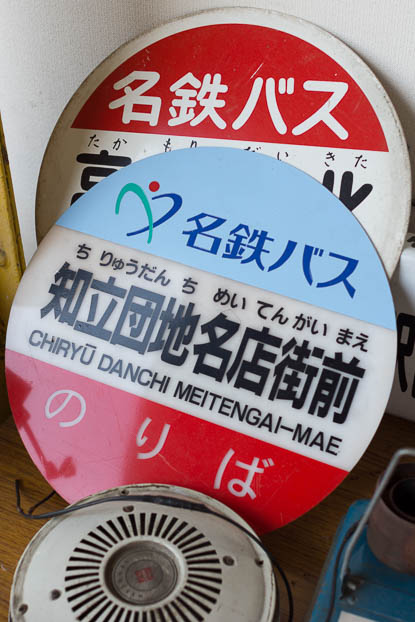 名鉄バス
たかもりだいきた
高
北
名鉄バス
ちりゅうだんち めいてんがいまえ
知立団地名店街前
CHIRYŪ DANCHI MEITENGAI-MAE
のりば